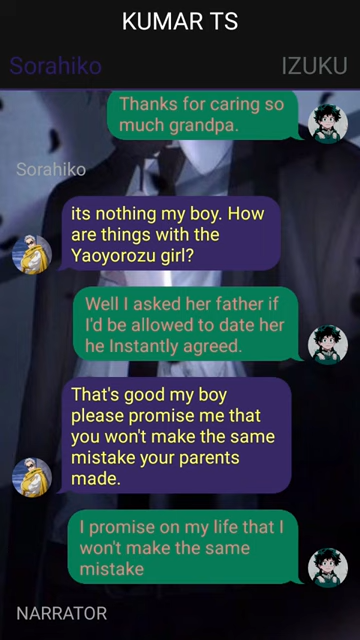 KUMAR TS
Sorahiko
IZUKU
Thanks for caring so
much grandpa.
Sorahiko
its nothing my boy. How
are things with the
Yaoyorozu girl?
Well I asked her father if
I'd be allowed to date her
he Instantly agreed.
That's good my boy
please promise me that
you won't make the same
mistake your parents
made.
I promise on my life that I
won't make the same
mistake
NARRATOR